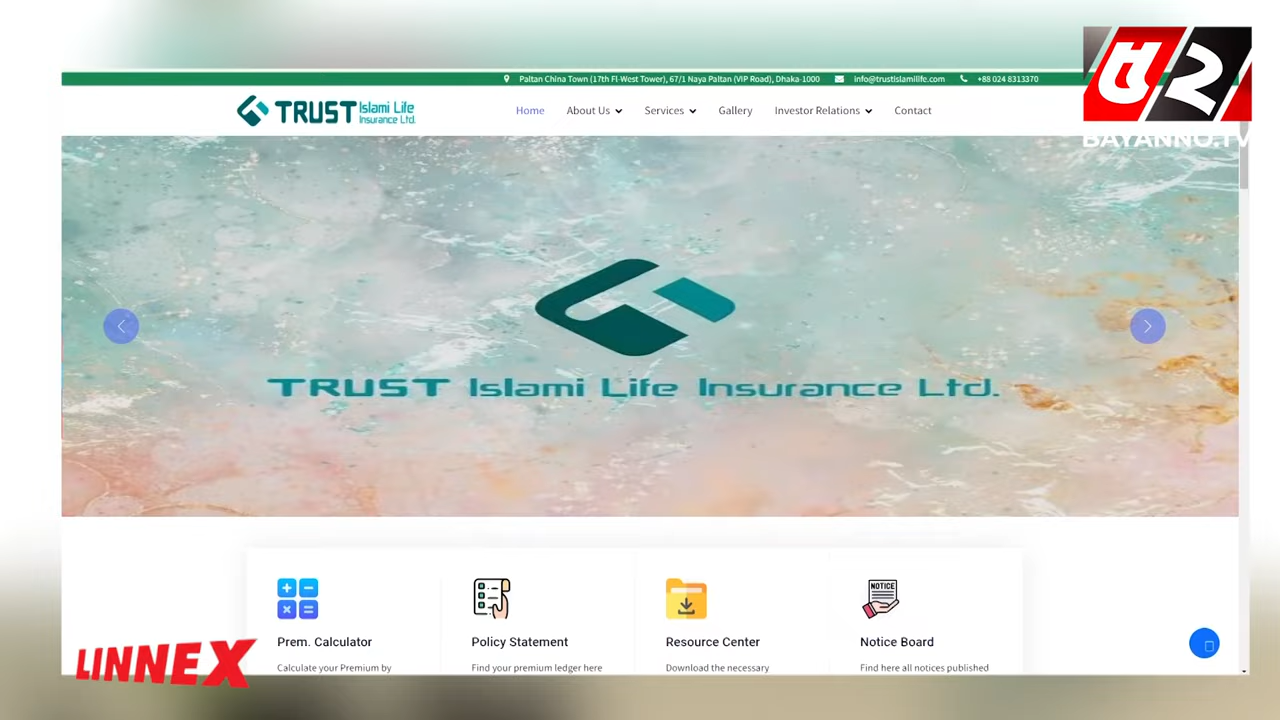 Paltan China Town (17th Fl-West Tower), 67/1 Naya Paltan (VIP Road), Dhaka-1000 info@trustislamilife.com +88 024 8313370
TRUST Islami Life Insurance Ltd.
Home About Us Services Gallery Investor Relations Contact
৫২
BAYANNO.TV
TRUST Islami Life Insurance Ltd.
NOTICE
Prem. Calculator Policy Statement Resource Center Notice Board
Calculate your Premium by Find your premium ledger here Download the necessary Find here all notices published
LINNEX